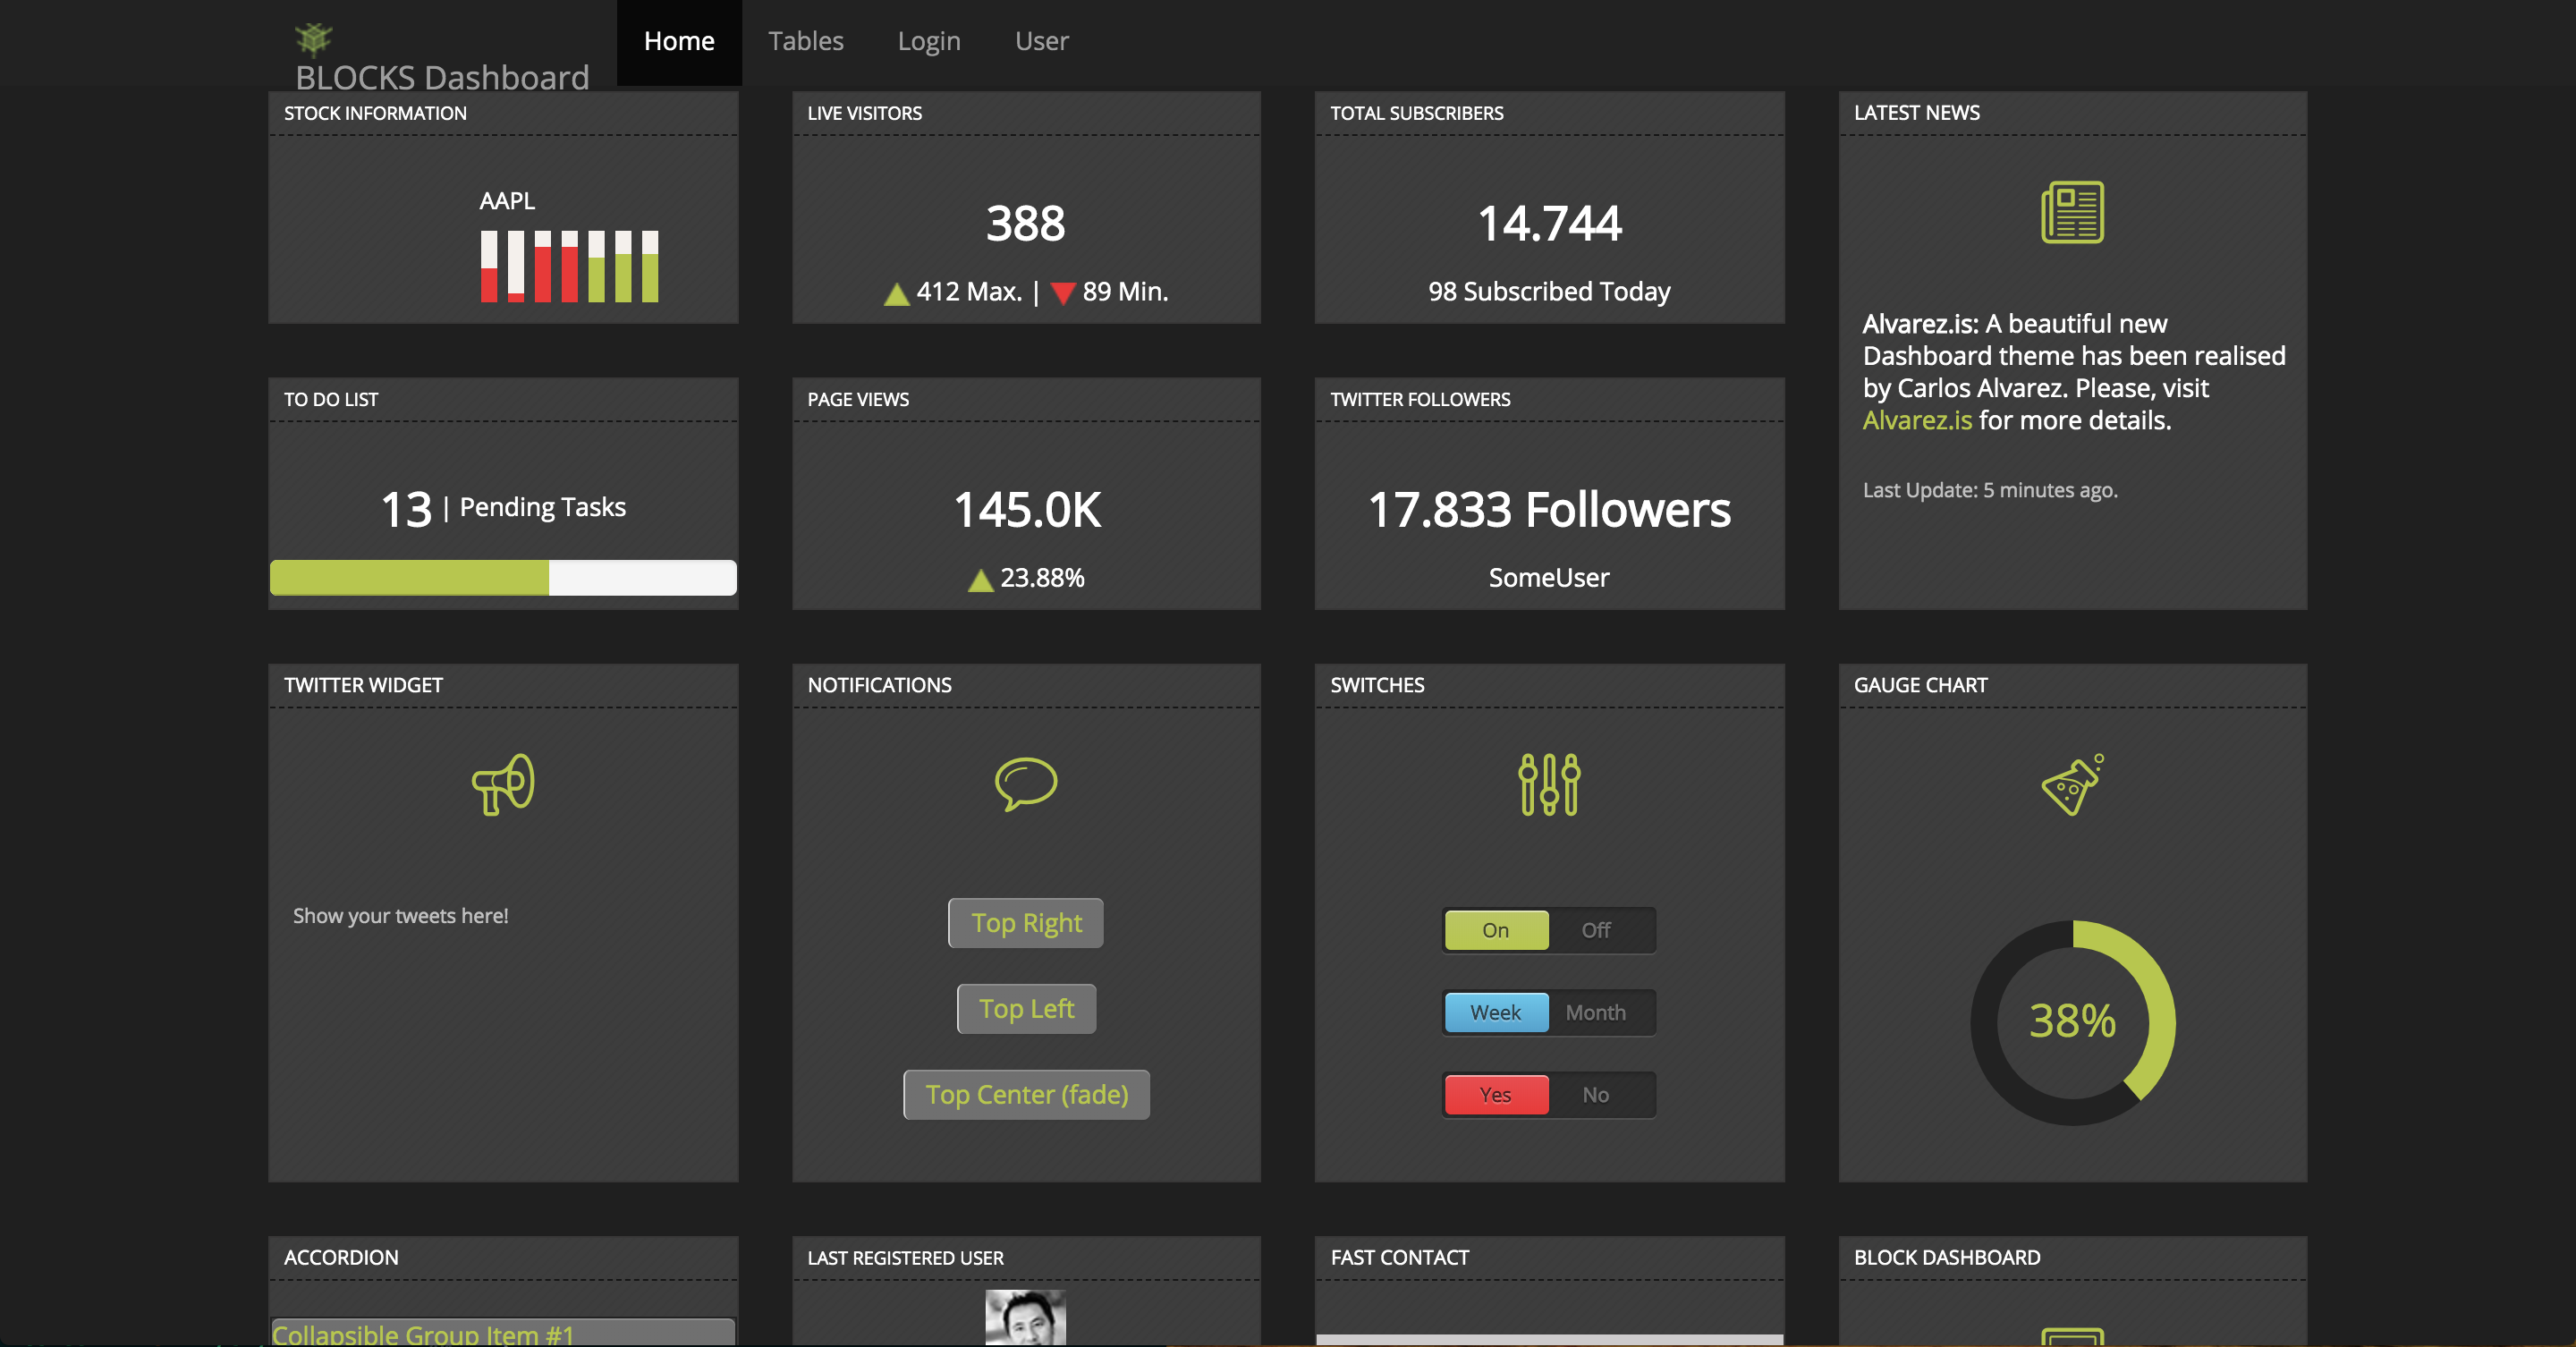 BLOCKS Dashboard
Home
Tables
Login
User
STOCK INFORMATION
AAPL
LIVE VISITORS
388
412 Max. | 89 Min.
TOTAL SUBSCRIBERS
14.744
98 Subscribed Today
LATEST NEWS
Alvarez.is: A beautiful new
Dashboard theme has been realised
by Carlos Alvarez. Please, visit
Alvarez.is for more details.
Last Update: 5 minutes ago.
TO DO LIST
13 | Pending Tasks
PAGE VIEWS
145.0K
23.88%
TWITTER FOLLOWERS
17.833 Followers
SomeUser
TWITTER WIDGET
Show your tweets here!
NOTIFICATIONS
Top Right
Top Left
Top Center (fade)
SWITCHES
On Off
Week Month
Yes No
GAUGE CHART
38%
ACCORDION
Collapsible Group Item #1
LAST REGISTERED USER
FAST CONTACT
BLOCK DASHBOARD